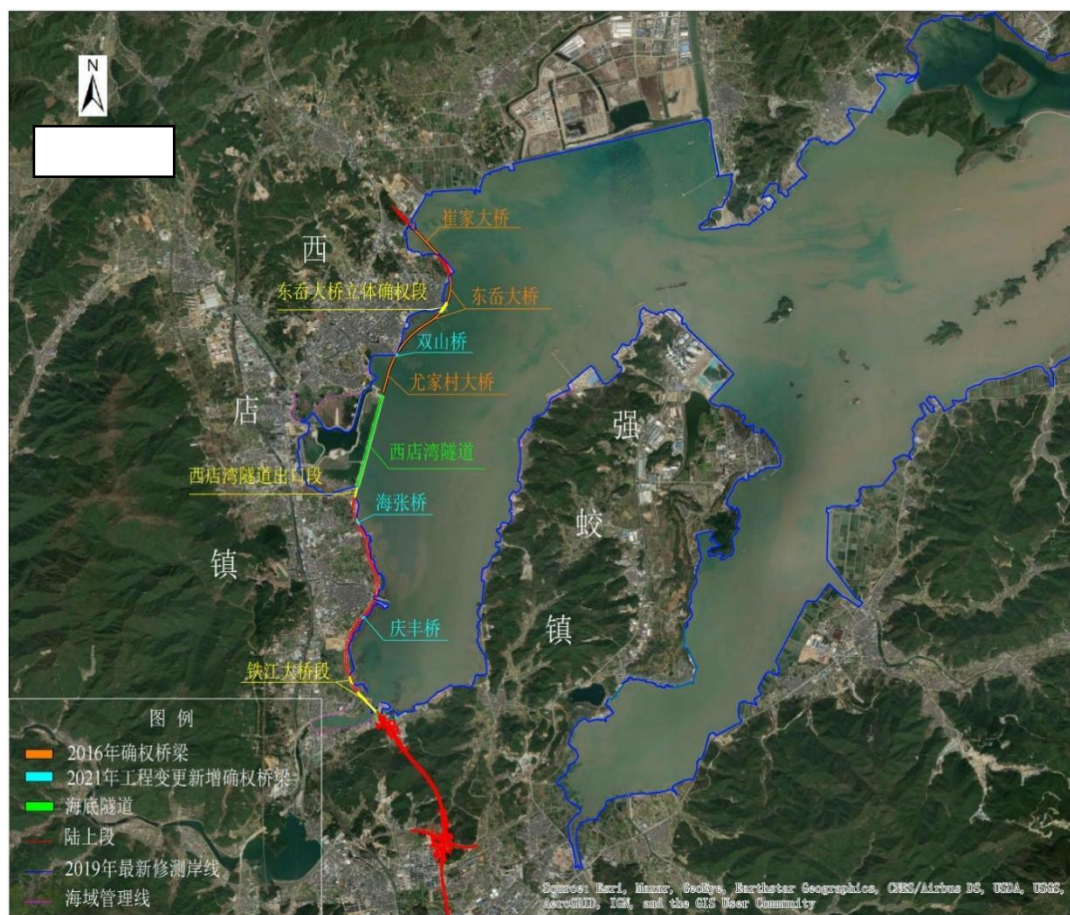 N
西
崔家大桥
东岙大桥立体确权段
东岙大桥
双山桥
尤家村大桥
店
强
西店湾隧道
西店湾隧道出口段
海张桥
蛟
镇
镇
庆丰桥
铁江大桥段
图 例
2016年确权桥梁
2021年工程变更新增确权桥梁
海底隧道
陆上段
2019年最新修测岸线
海域管理线
Source: Esri, Maxar, GeoEye, Earthstar Geographics, CNES/Airbus DS, USDA, USGS,
AeroGRID, IGN, and the GIS User Community